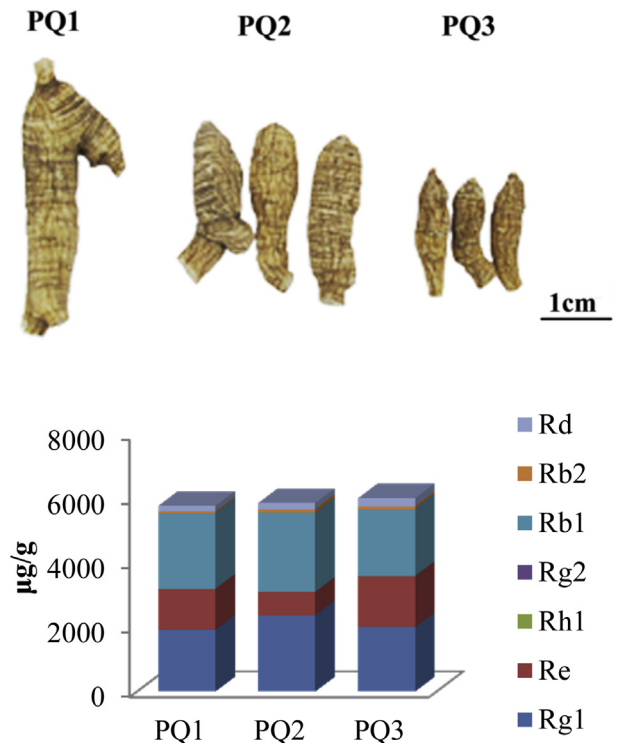 PQ1 PQ2 PQ3
1cm
8000
6000
4000
2000
0
µg/g
PQ1 PQ2 PQ3
Rd
Rb2
Rb1
Rg2
Rh1
Re
Rg1